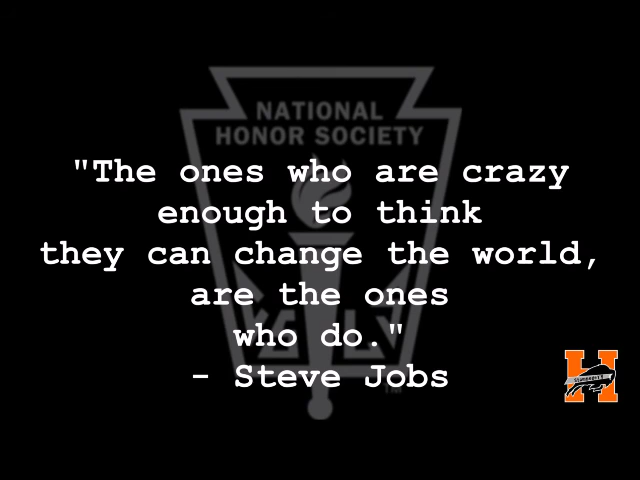 NATIONAL
HONOR SOCIETY
"The ones who are crazy
enough to think
they can change the world,
are the ones
who do."
- Steve Jobs
H
TM